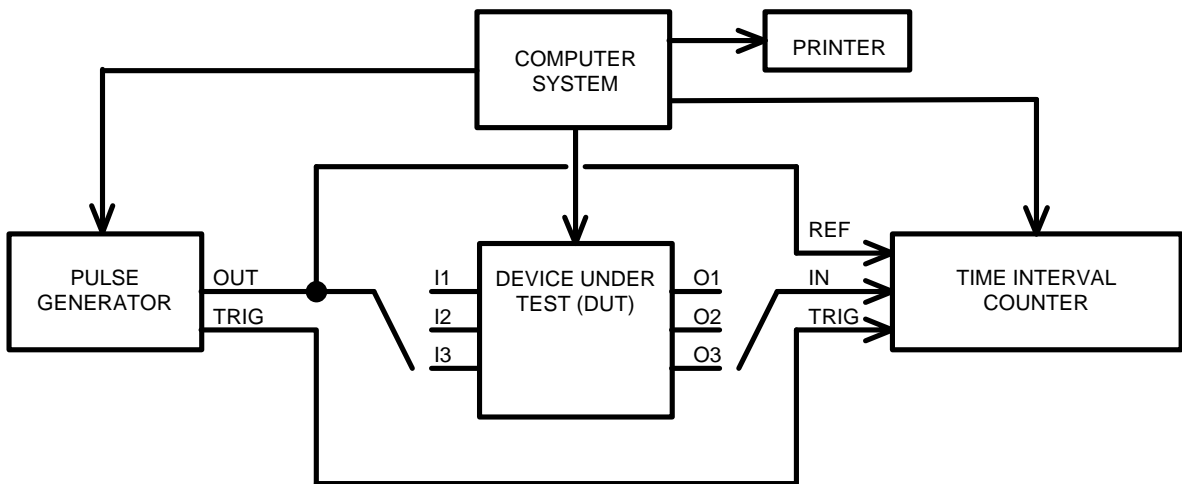 COMPUTER
SYSTEM
PRINTER
PULSE
GENERATOR
OUT
TRIG
I1
I2
I3
DEVICE UNDER
TEST (DUT)
O1
O2
O3
REF
IN
TRIG
TIME INTERVAL
COUNTER